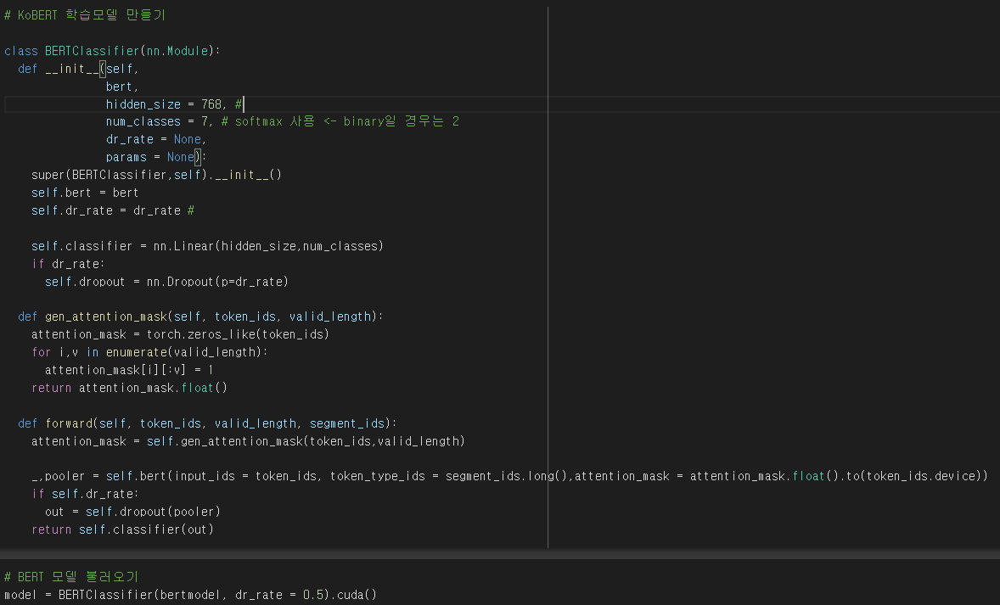 # KoBERT 학습모델 만들기
class BERTClassifier(nn.Module):
  def __init__(self,
               bert,
               hidden_size = 768, #
               num_classes = 7, # softmax 사용 <- binary일 경우는 2
               dr_rate = None,
               params = None):
    super(BERTClassifier,self).__init__()
    self.bert = bert
    self.dr_rate = dr_rate #
    self.classifier = nn.Linear(hidden_size,num_classes)
    if dr_rate:
      self.dropout = nn.Dropout(p=dr_rate)
  def gen_attention_mask(self, token_ids, valid_length):
    attention_mask = torch.zeros_like(token_ids)
    for i,v in enumerate(valid_length):
      attention_mask[i][:v] = 1
    return attention_mask.float()
  def forward(self, token_ids, valid_length, segment_ids):
    attention_mask = self.gen_attention_mask(token_ids,valid_length)
    _,pooler = self.bert(input_ids = token_ids, token_type_ids = segment_ids.long(),attention_mask = attention_mask.float().to(token_ids.device))
    if self.dr_rate:
      out = self.dropout(pooler)
    return self.classifier(out)
# BERT 모델 불러오기
model = BERTClassifier(bertmodel, dr_rate = 0.5).cuda()